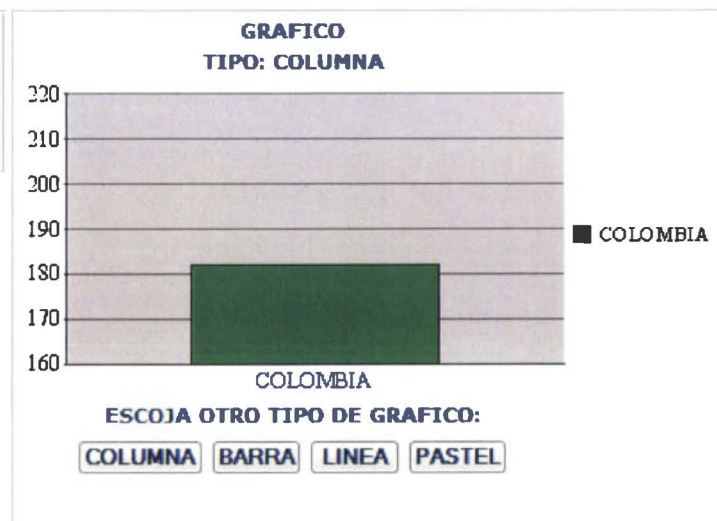 GRAFICO
TIPO: COLUMNA
220
210
200
190
180
170
160
COLOMBIA
COLOMBIA
ESCOJA OTRO TIPO DE GRAFICO:
COLUMNA BARRA LINEA PASTEL